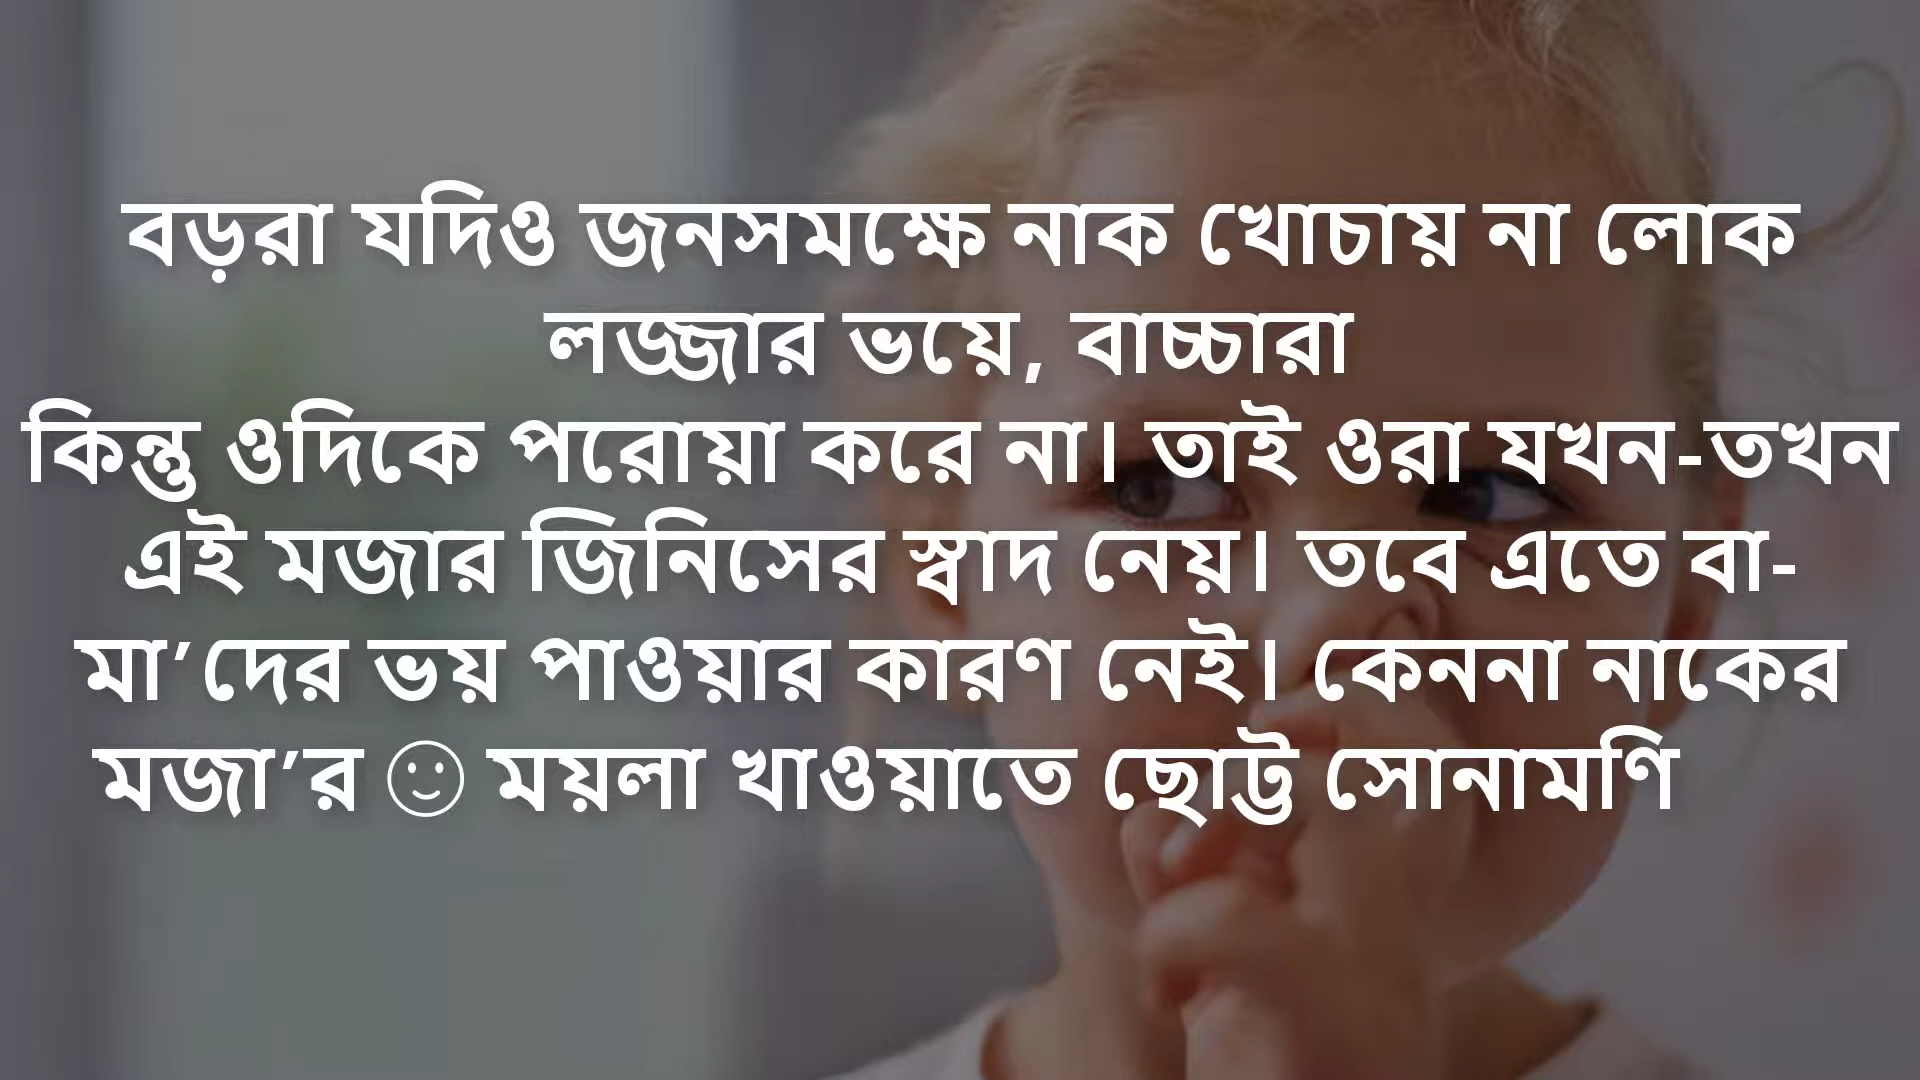 বড়রা যদিও জনসমক্ষে নাক খোচায় না লোক
লজ্জার ভয়ে, বাচ্চারা
কিন্তু ওদিকে পরোয়া করে না। তাই ওরা যখন-তখন
এই মজার জিনিসের স্বাদ নেয়। তবে এতে বা-
মা’দের ভয় পাওয়ার কারণ নেই। কেননা নাকের
মজা’র ☺ ময়লা খাওয়াতে ছোট্ট সোনামণি